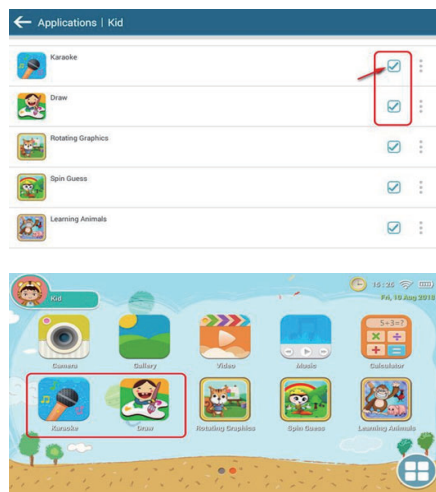 Applications | Kid
Karaoke
Draw
Rotating Graphics
Spin Guess
Learning Animals
16:26
Kid
Fri, 10 Aug 2018
5+3=?
Camera Gallery Video Music Calculator
Karaoke Draw Rotating Graphics Spin Guess Learning Animals